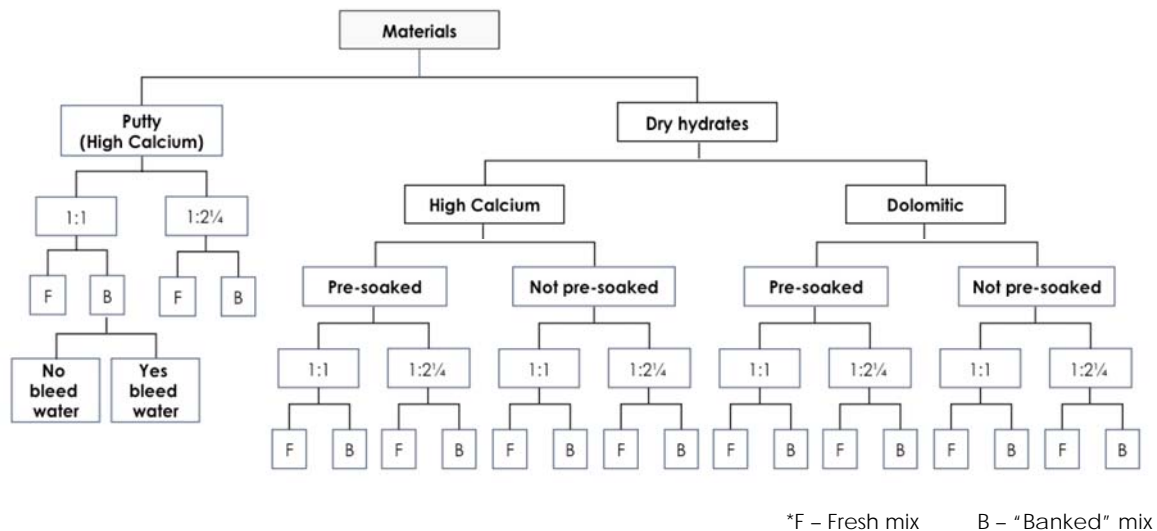 Materials
Putty
(High Calcium)
Dry hydrates
High Calcium
Dolomitic
1:1
1:2¼
Pre-soaked
Not pre-soaked
Pre-soaked
Not pre-soaked
F
B
F
B
No
bleed
water
Yes
bleed
water
1:1
1:2¼
1:1
1:2¼
1:1
1:2¼
1:1
1:2¼
F
B
F
B
F
B
F
B
F
B
F
B
F
B
F
B
*F – Fresh mix
B – "Banked" mix